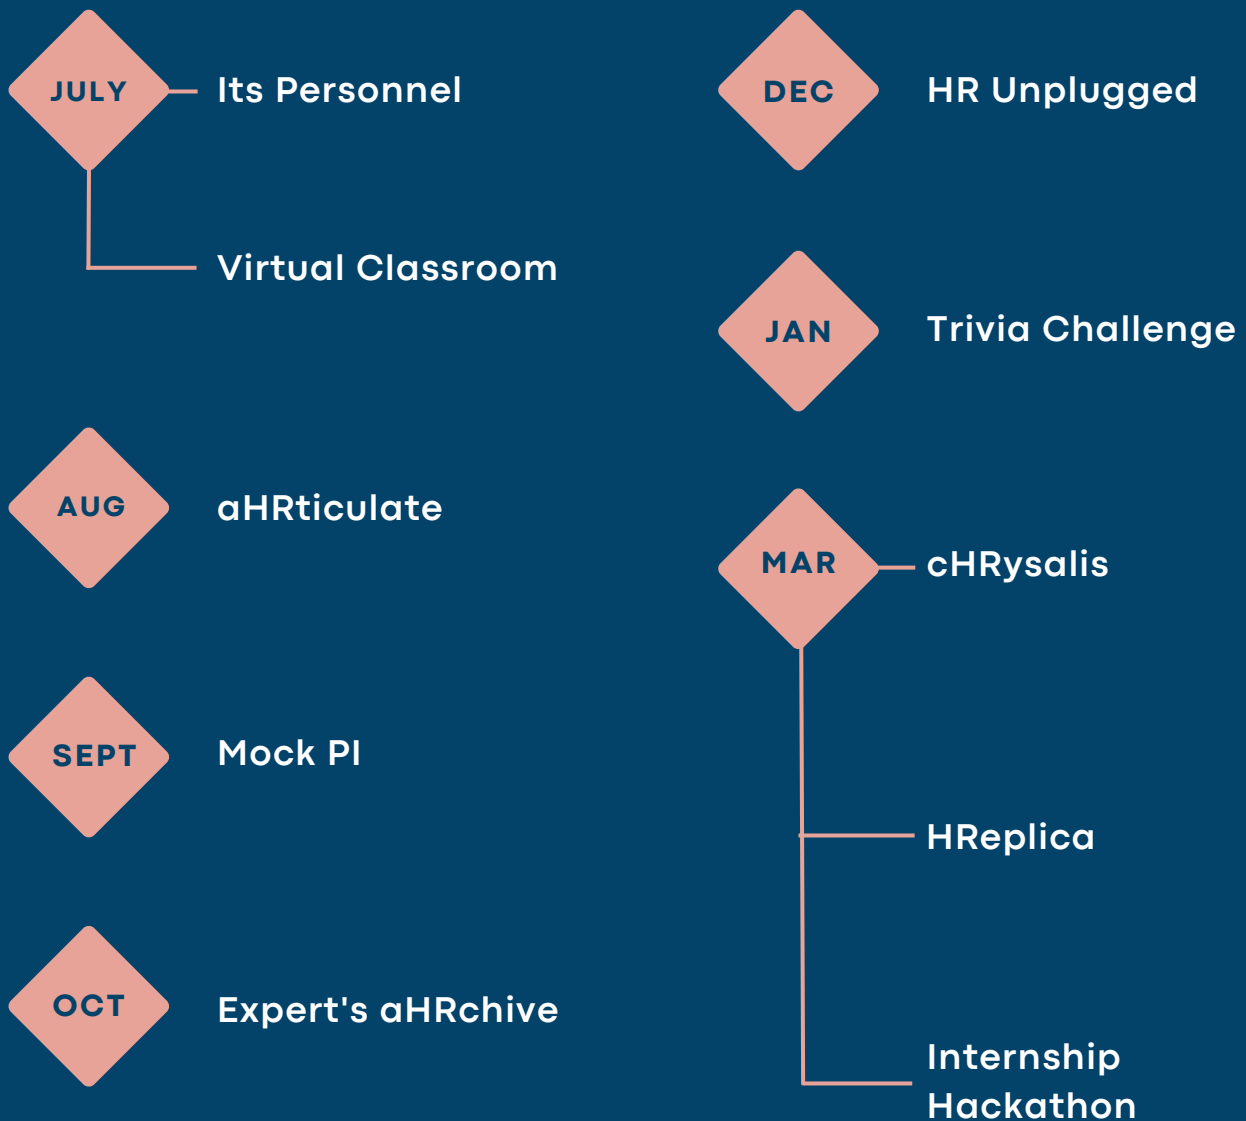 JULY
Its Personnel
Virtual Classroom
AUG
aHRticulate
SEPT
Mock PI
OCT
Expert's aHRchive
DEC
HR Unplugged
JAN
Trivia Challenge
MAR
cHRysalis
HReplica
Internship
Hackathon